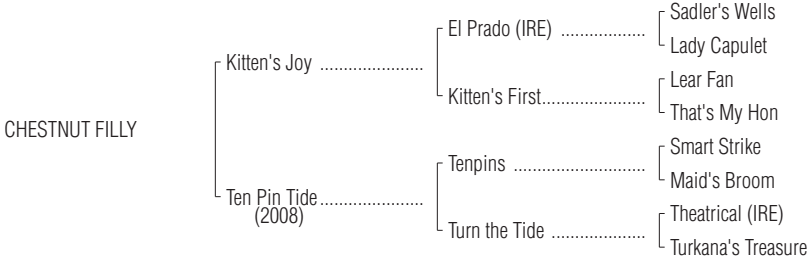 Sadler's Wells
El Prado (IRE) ...................
Lady Capulet
Kitten's Joy ......................
Lear Fan
Kitten's First......................
That's My Hon
CHESTNUT FILLY
Smart Strike
Tenpins ............................
Maid's Broom
Ten Pin Tide......................
(2008)
Theatrical (IRE)
Turn the Tide ....................
Turkana's Treasure